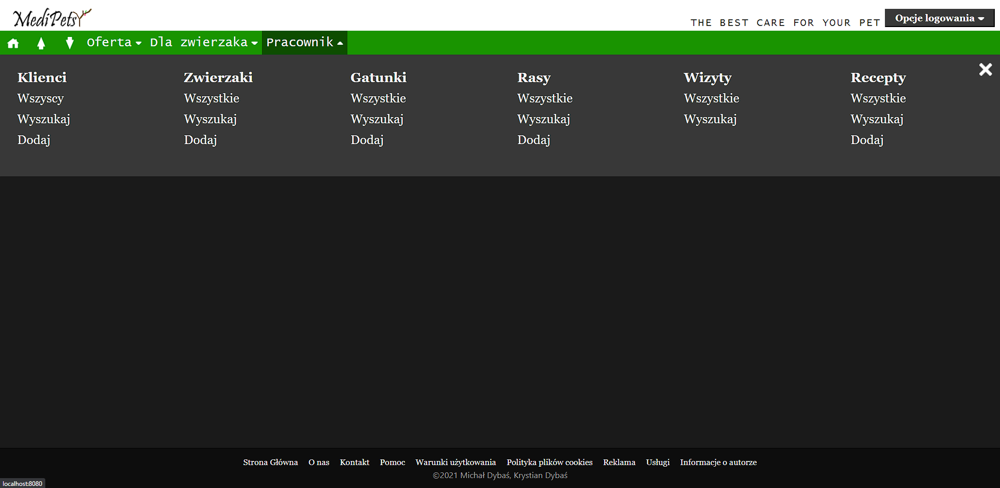 MediPets
THE BEST CARE FOR YOUR PET
Opcje logowania
Oferta Dla zwierzaka Pracownik
Klienci
Wszyscy
Wyszukaj
Dodaj
Zwierzaki
Wszystkie
Wyszukaj
Dodaj
Gatunki
Wszystkie
Wyszukaj
Dodaj
Rasy
Wszystkie
Wyszukaj
Dodaj
Wizyty
Wszystkie
Wyszukaj
Recepty
Wszystkie
Wyszukaj
Dodaj
Strona Główna O nas Kontakt Pomoc Warunki użytkowania Polityka plików cookies Reklama Usługi Informacje o autorze
©2021 Michał Dybaś, Krystian Dybaś
localhost:8080